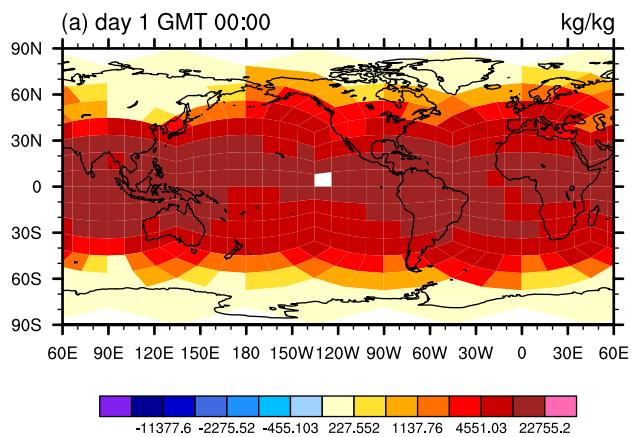 (a) day 1 GMT 00:00 kg/kg
90N
60N
30N
0
30S
60S
90S
60E 90E 120E 150E 180 150W 120W 90W 60W 30W 0 30E 60E
-11377.6 -2275.52 -455.103 227.552 1137.76 4551.03 22755.2